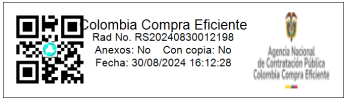 Colombia Compra Eficiente
Rad No. RS20240830012198
Anexos: No Con copia: No
Fecha: 30/08/2024 16:12:28
Agencia Nacional
de Contratación Pública
Colombia Compra Eficiente